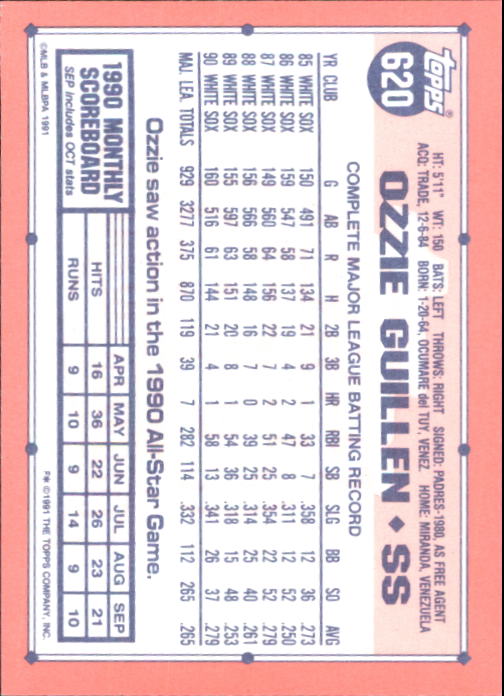 topps®
620
HT: 5'11" WT: 150 BATS: LEFT THROWS: RIGHT SIGNED: PADRES-1980, AS FREE AGENT
ACQ: TRADE, 12-6-84 BORN: 1-20-64, OCUMARE del TUY, VENEZ. HOME: MIRANDA, VENEZUELA
OZZIE GUILLEN ♦ SS
COMPLETE MAJOR LEAGUE BATTING RECORD
YR CLUB G AB R H 2B 3B HR RBI SB SLG BB SO AVG
85 WHITE SOX 150 491 71 134 21 9 1 33 7 .358 12 36 .273
86 WHITE SOX 159 547 58 137 19 4 2 47 8 .311 12 52 .250
87 WHITE SOX 149 560 64 156 22 7 2 51 25 .354 22 52 .279
88 WHITE SOX 156 566 58 148 16 7 0 39 25 .314 25 40 .261
89 WHITE SOX 155 597 63 151 20 8 1 54 36 .318 15 48 .253
90 WHITE SOX 160 516 61 144 21 4 1 58 13 .341 26 37 .279
MAJ. LEA. TOTALS 929 3277 375 870 119 39 7 282 114 .332 112 265 .265
Ozzie saw action in the 1990 All-Star Game.
1990 MONTHLY
SCOREBOARD
SEP includes OCT stats
APR MAY JUN JUL AUG SEP
HITS 16 36 22 26 23 21
RUNS 9 10 9 14 9 10
©MLB & MLBPA 1991
F* ©1991 THE TOPPS COMPANY, INC.